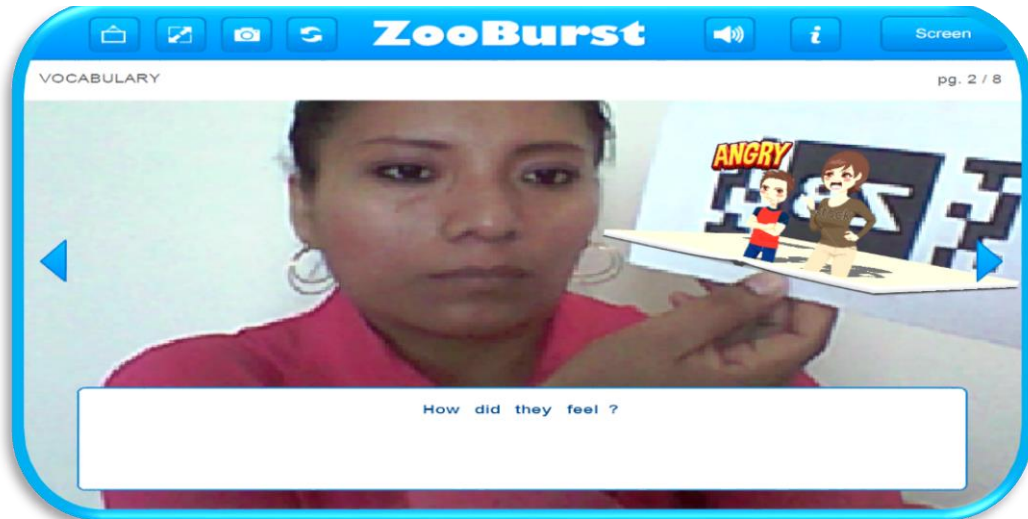 ZooBurst
i
Screen
VOCABULARY
pg. 2 / 8
ANGRY
How did they feel ?